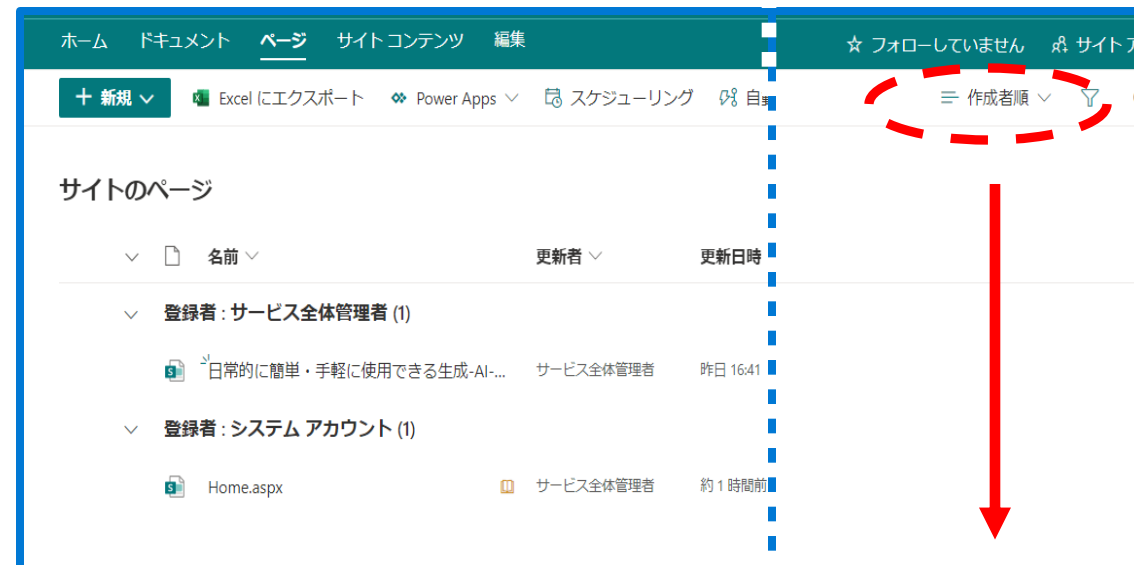 ホーム ドキュメント ページ サイト コンテンツ 編集 フォローしていません サイト
新規 Excel にエクスポート Power Apps スケジューリング 自 作成者順
サイトのページ
名前 更新者 更新日時
登録者 : サービス全体管理者 (1)
日常的に簡単・手軽に使用できる生成-AI-... サービス全体管理者 昨日 16:41
登録者 : システム アカウント (1)
Home.aspx サービス全体管理者 約 1 時間前